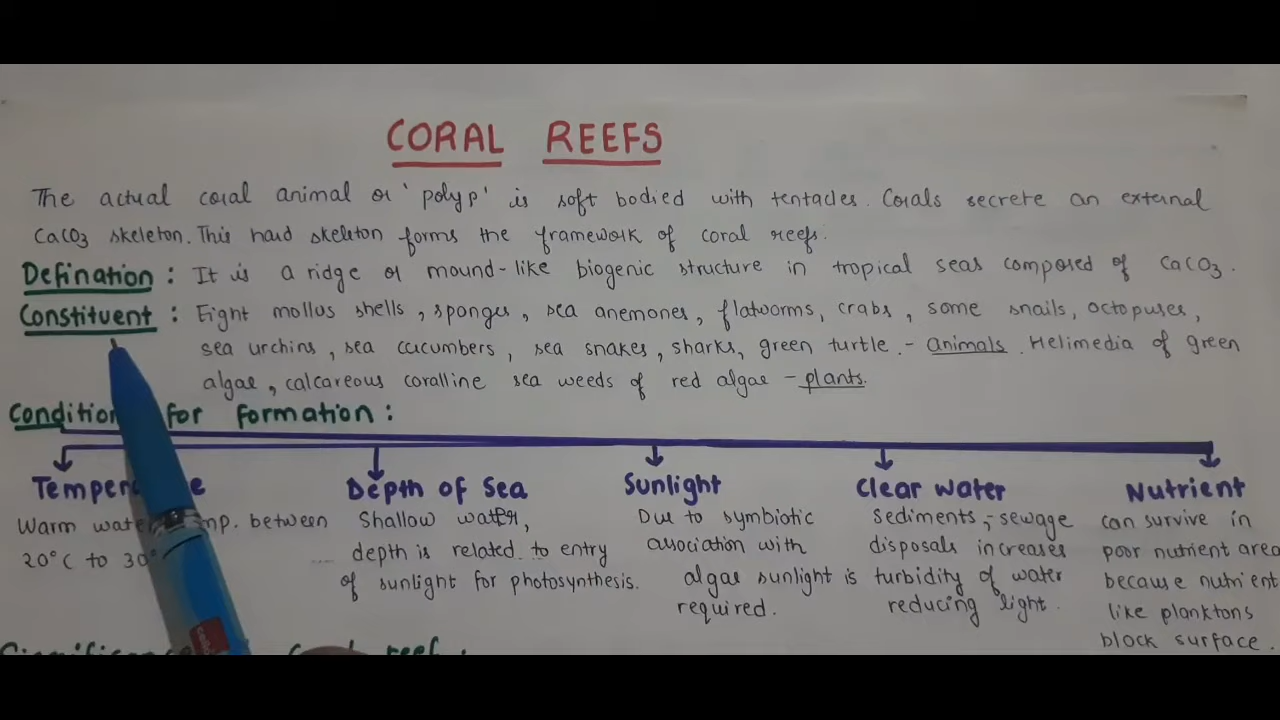 CORAL REEFS
The actual coral animal or 'polyp' is soft bodied with tentacles. Corals secrete an external
CaCO3 skeleton. This hard skeleton forms the framework of coral reefs.
Defination : It is a ridge or mound-like biogenic structure in tropical seas composed of CaCO3.
Constituent : Eight mollus shells, sponges, sea anemones, flatworms, crabs, some snails, octopuses,
sea urchins, sea cucumbers, sea snakes, sharks, green turtle. - animals. Helimedia of green
algae, calcareous coralline sea weeds of red algae - plants.
Condition for formation :
Depth of Sea Sunlight Clear water Nutrient
Warm water between Shallow water, Due to symbiotic sediments, sewage can survive in
20°C to 30° depth is related to entry association with disposals increases poor nutrient area
of sunlight for photosynthesis. algae sunlight is turbidity of water because nutrient
required. reducing light. like planktons
block surface.